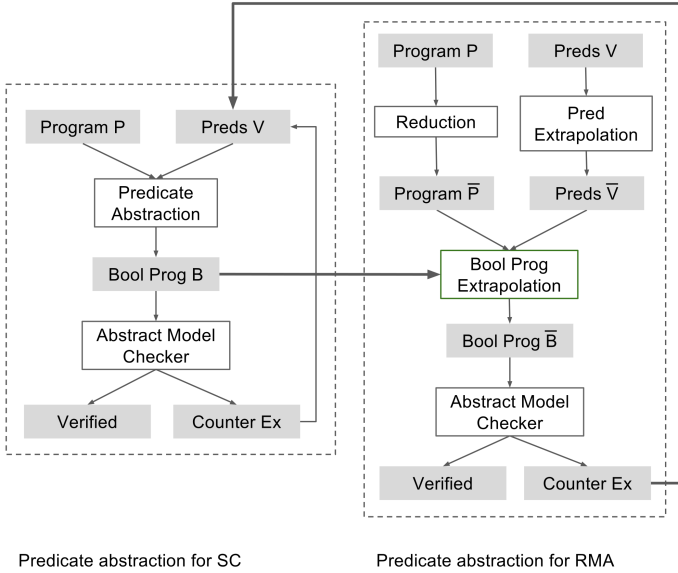 Program P
Preds V
Predicate
Abstraction
Bool Prog B
Abstract Model
Checker
Verified
Counter Ex
Program P
Preds V
Reduction
Pred
Extrapolation
Program P̅
Preds V̅
Bool Prog
Extrapolation
Bool Prog B̅
Abstract Model
Checker
Verified
Counter Ex
Predicate abstraction for SC
Predicate abstraction for RMA